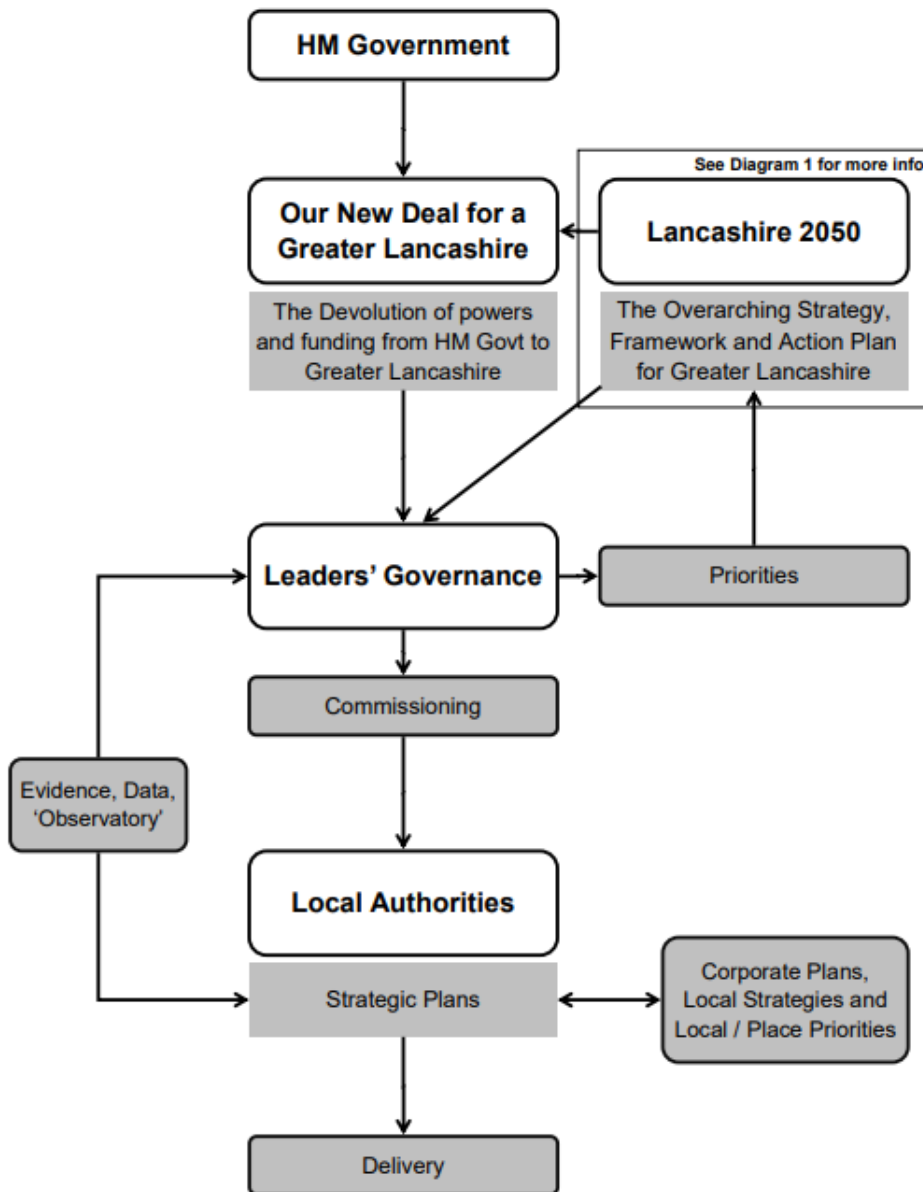 HM Government
See Diagram 1 for more info
Our New Deal for a
Greater Lancashire
Lancashire 2050
The Devolution of powers
and funding from HM Govt to
Greater Lancashire
The Overarching Strategy,
Framework and Action Plan
for Greater Lancashire
Leaders’ Governance
Priorities
Commissioning
Evidence, Data,
‘Observatory’
Local Authorities
Strategic Plans
Corporate Plans,
Local Strategies and
Local / Place Priorities
Delivery